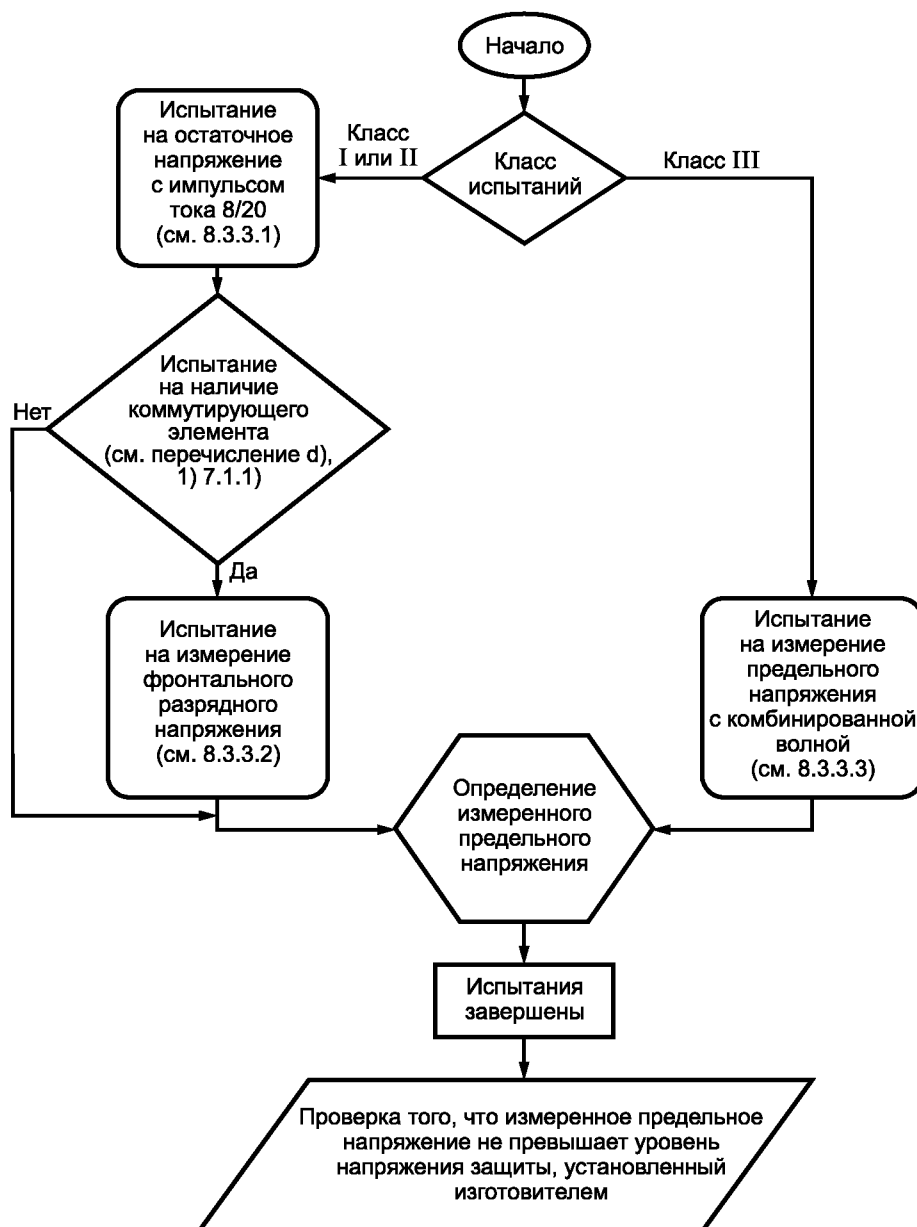 Начало
Испытание
на остаточное
напряжение
с импульсом
тока 8/20
(см. 8.3.3.1)
Класс
I или II
Класс
испытаний
Класс III
Испытание
на наличие
коммутирующего
элемента
(см. перечисление d),
1) 7.1.1)
Нет
Да
Испытание
на измерение
фронтального
разрядного
напряжения
(см. 8.3.3.2)
Испытание
на измерение
предельного
напряжения
с комбинированной
волной
(см. 8.3.3.3)
Определение
измеренного
предельного
напряжения
Испытания
завершены
Проверка того, что измеренное предельное
напряжение не превышает уровень
напряжения защиты, установленный
изготовителем